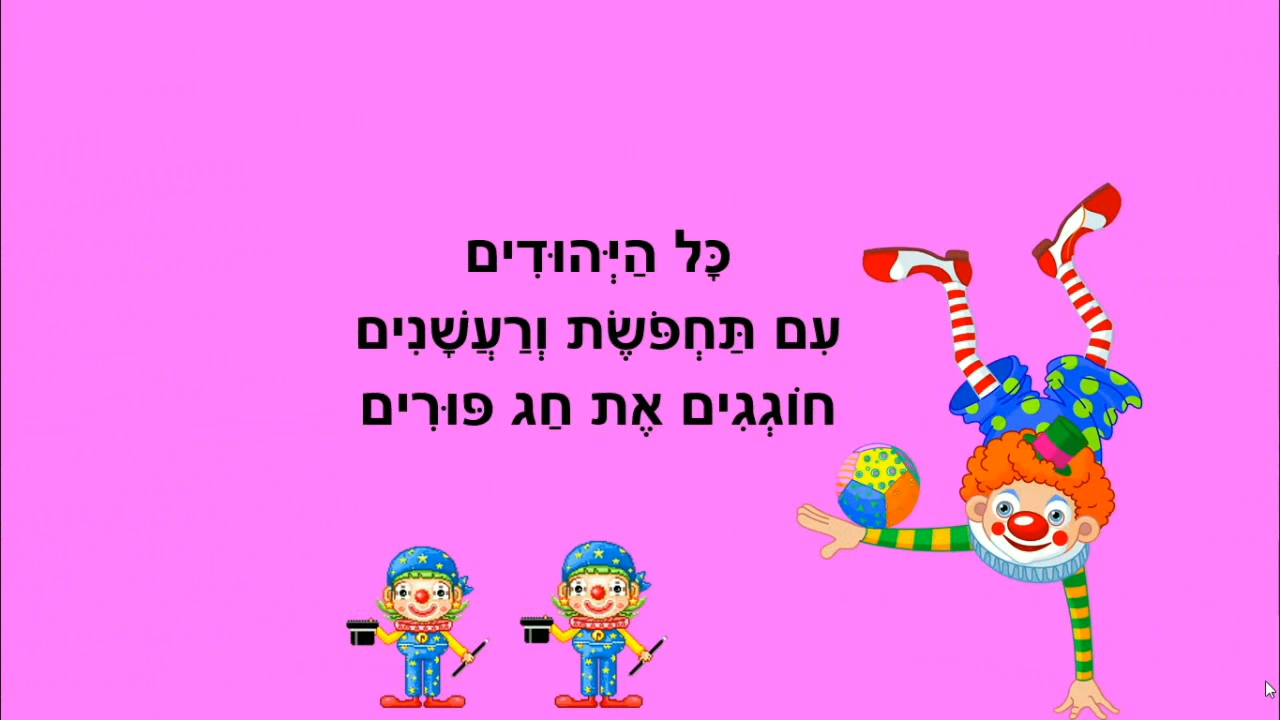 כָּל הַיְּהוּדִים
עִם תַּחְפֹּשֶׂת וְרַעֲשָׁנִים
חוֹגְגִים אֶת חַג פּוּרִים